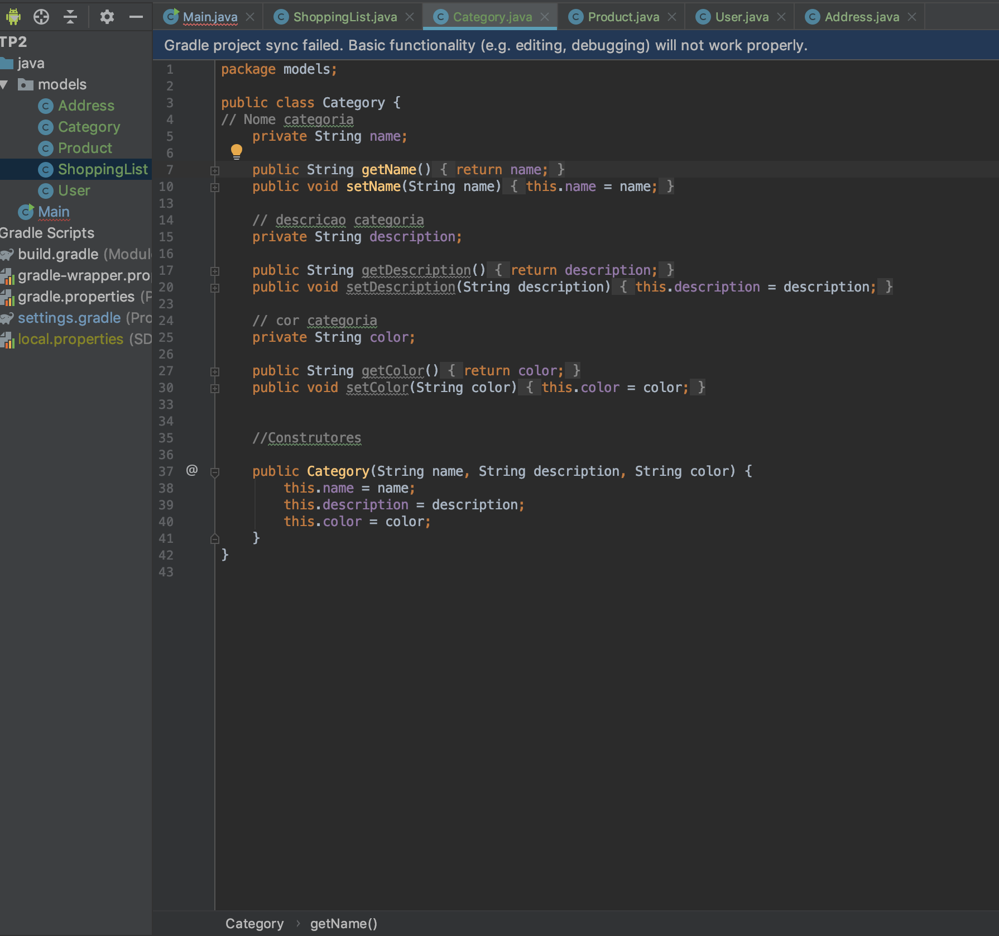 Main.java
ShoppingList.java
Category.java
Product.java
User.java
Address.java
TP2
java
models
Address
Category
Product
ShoppingList
User
Main
Gradle Scripts
build.gradle (Modul
gradle-wrapper.pro
gradle.properties (P
settings.gradle (Pro
local.properties (SD
Gradle project sync failed. Basic functionality (e.g. editing, debugging) will not work properly.
1 package models;
2
3 public class Category {
4 // Nome categoria
5 private String name;
6
7 public String getName() { return name; }
10 public void setName(String name) { this.name = name; }
13
14 // descricao categoria
15 private String description;
16
17 public String getDescription() { return description; }
20 public void setDescription(String description) { this.description = description; }
23
24 // cor categoria
25 private String color;
26
27 public String getColor() { return color; }
30 public void setColor(String color) { this.color = color; }
33
34
35 //Construtores
36
37 @ public Category(String name, String description, String color) {
38 this.name = name;
39 this.description = description;
40 this.color = color;
41 }
42 }
43
Category › getName()